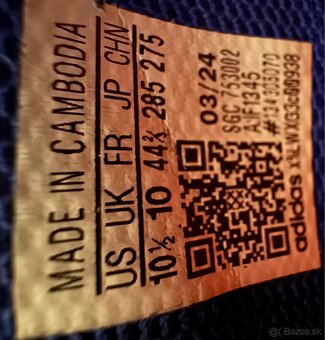 MADE IN CAMBODIA
US UK FR JP CHN
10½ 10 44⅔ 285 275
03/24
SGC 753002
AIF1345
adidas
© Bazos.sk